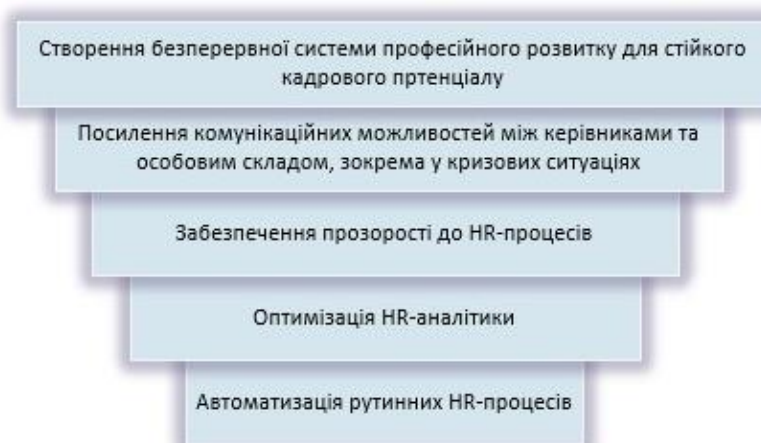 Створення безперервної системи професійного розвитку для стійкого
кадрового пртенціалу
Посилення комунікаційних можливостей між керівниками та
особовим складом, зокрема у кризових ситуаціях
Забезпечення прозорості до HR-процесів
Оптимізація HR-аналітики
Автоматизація рутинних HR-процесів